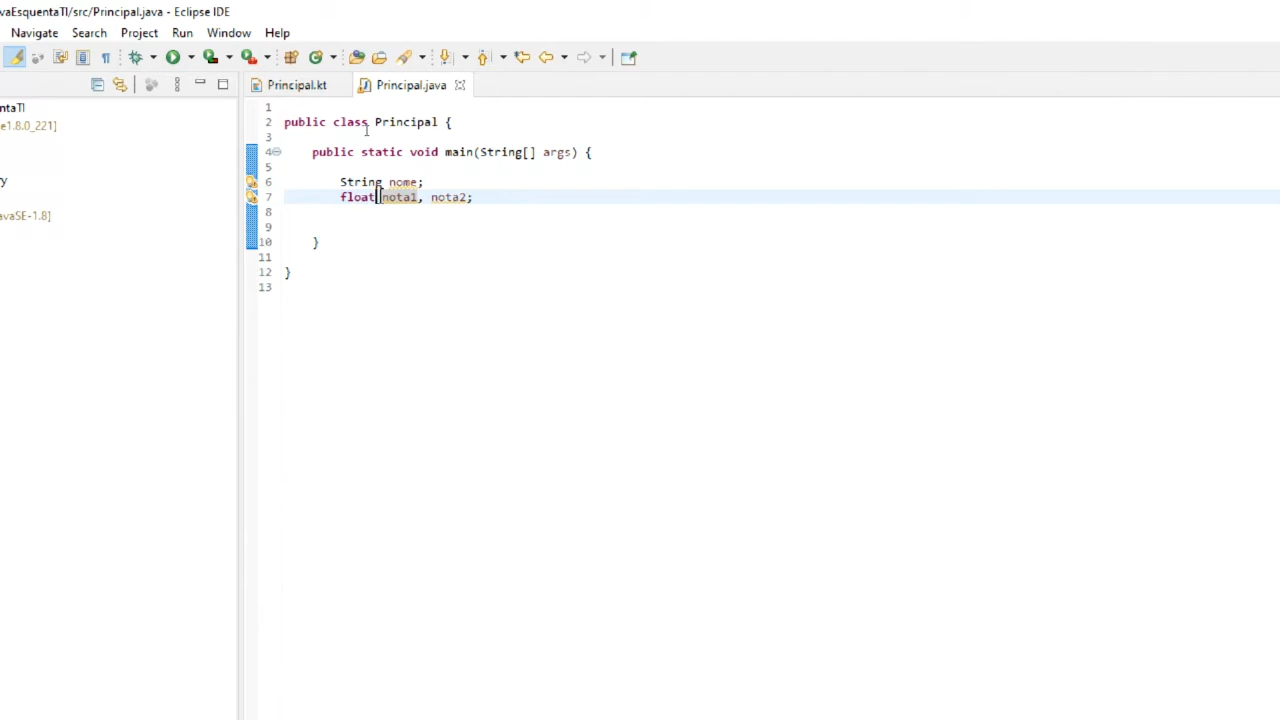 vaEsquentaTI/src/Principal.java - Eclipse IDE
Navigate Search Project Run Window Help
Principal.kt Principal.java
ntaTI
e1.8.0_221]
ry
avaSE-1.8]
1
2 public class Principal {
3
4 public static void main(String[] args) {
5
6 String nome;
7 float nota1, nota2;
8
9
10 }
11
12 }
13